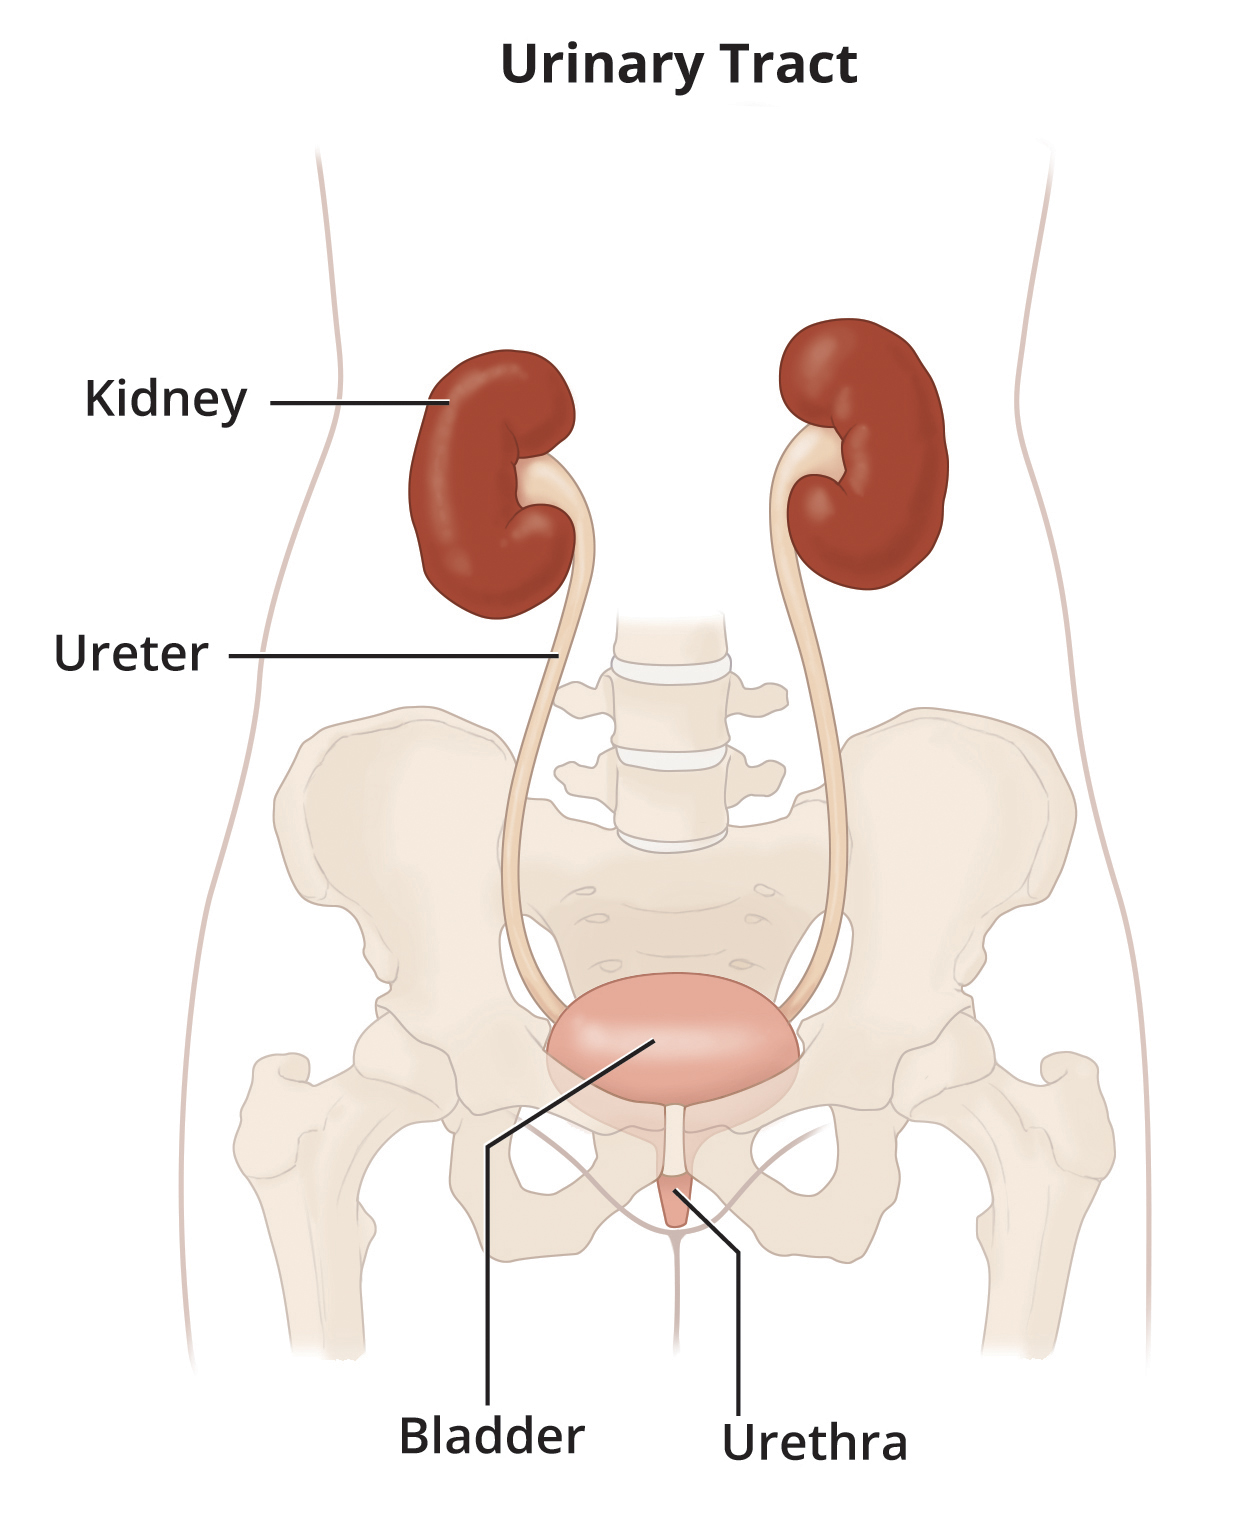 Urinary Tract
Kidney
Ureter
Bladder
Urethra